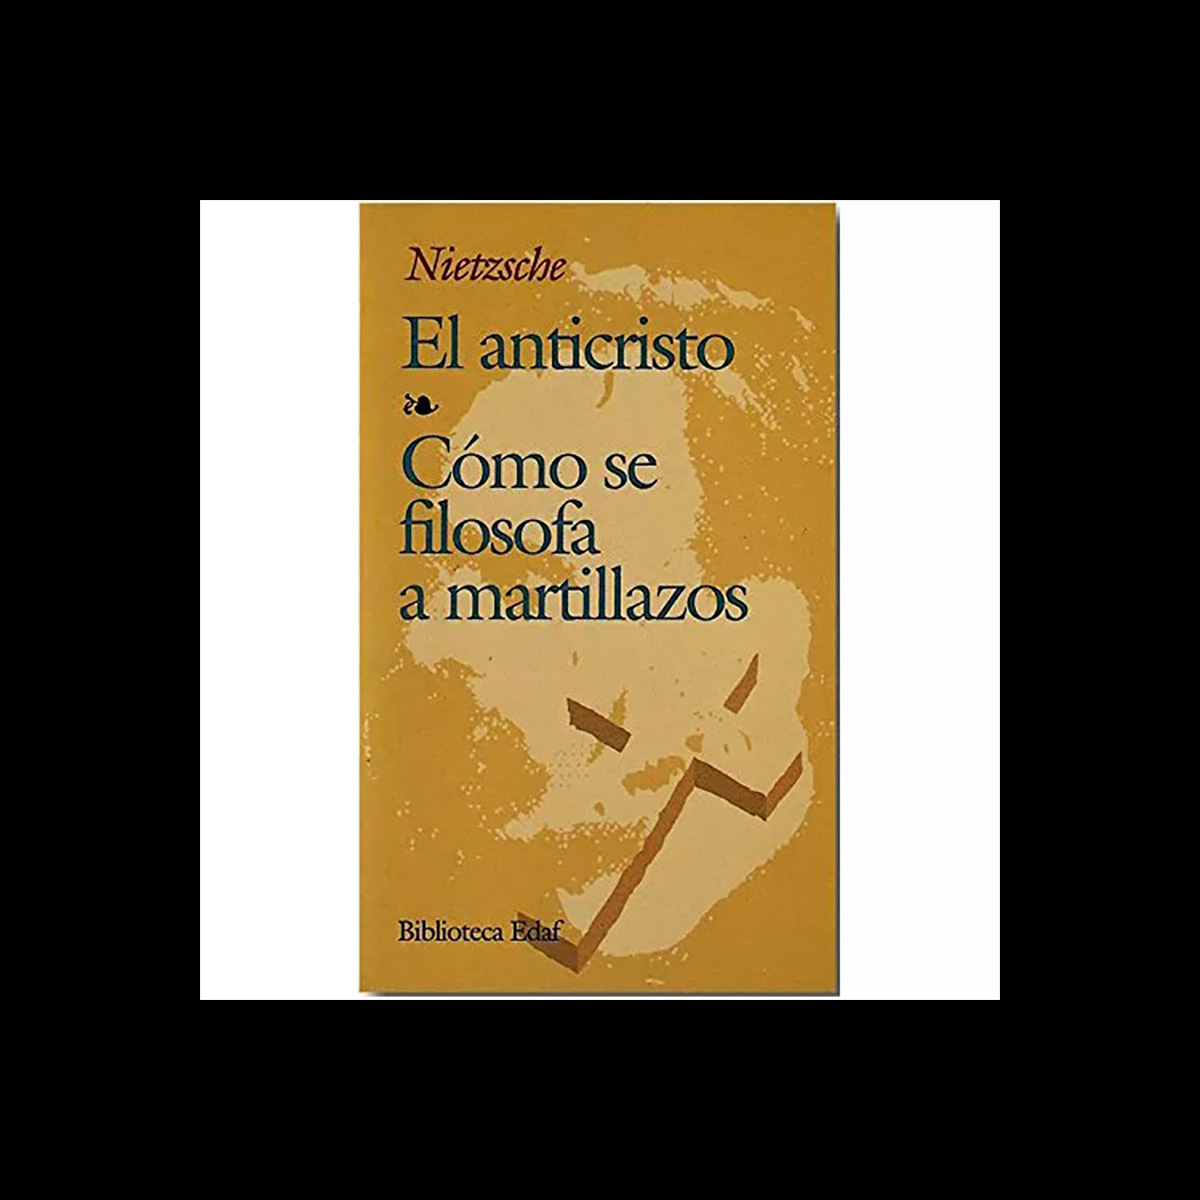 Nietzsche
El anticristo
Cómo se
filosofa
a martillazos
Biblioteca Edaf